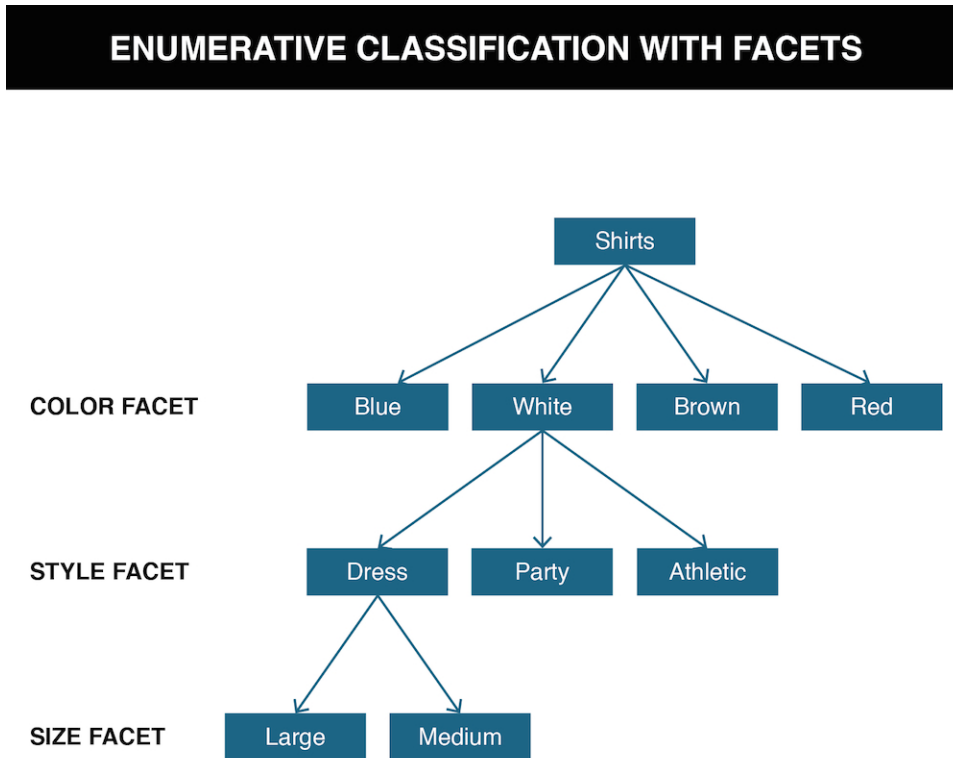 ENUMERATIVE CLASSIFICATION WITH FACETS
Shirts
COLOR FACET
Blue
White
Brown
Red
STYLE FACET
Dress
Party
Athletic
SIZE FACET
Large
Medium